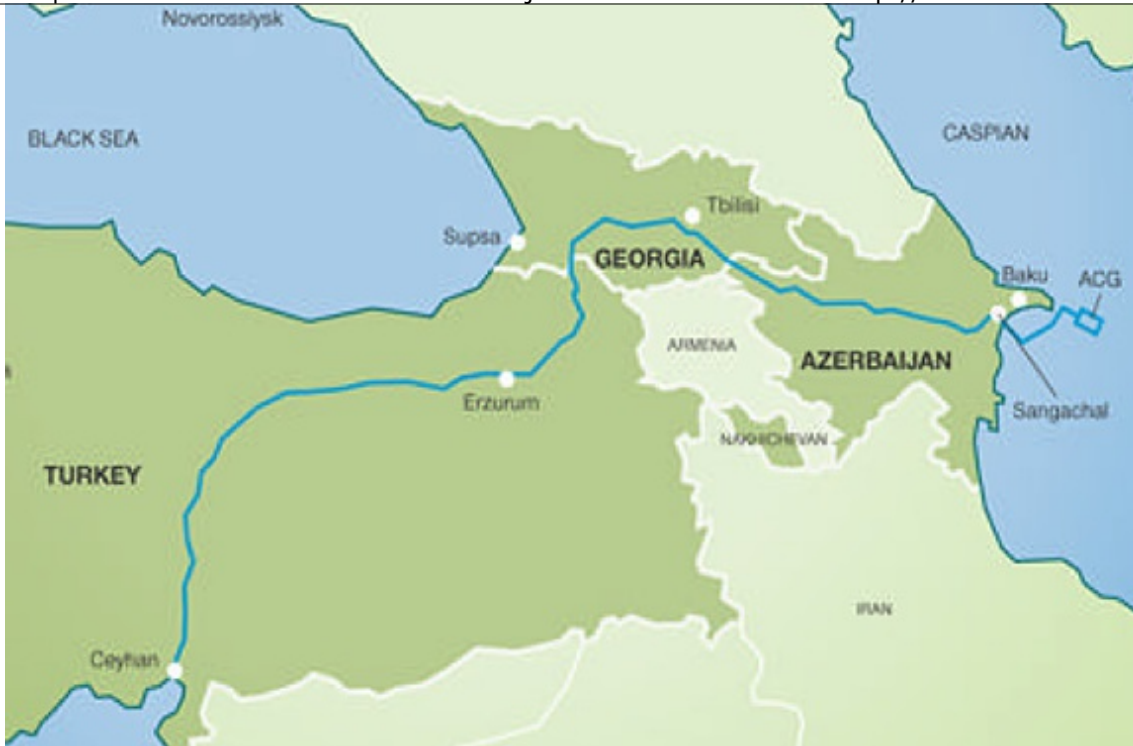 Novorossiysk
BLACK SEA
CASPIAN
Tbilisi
Supsa
GEORGIA
Baku
ACG
ARMENIA
AZERBAIJAN
Erzurum
Sangachal
NAKHICHEVAN
TURKEY
IRAN
Ceyhan